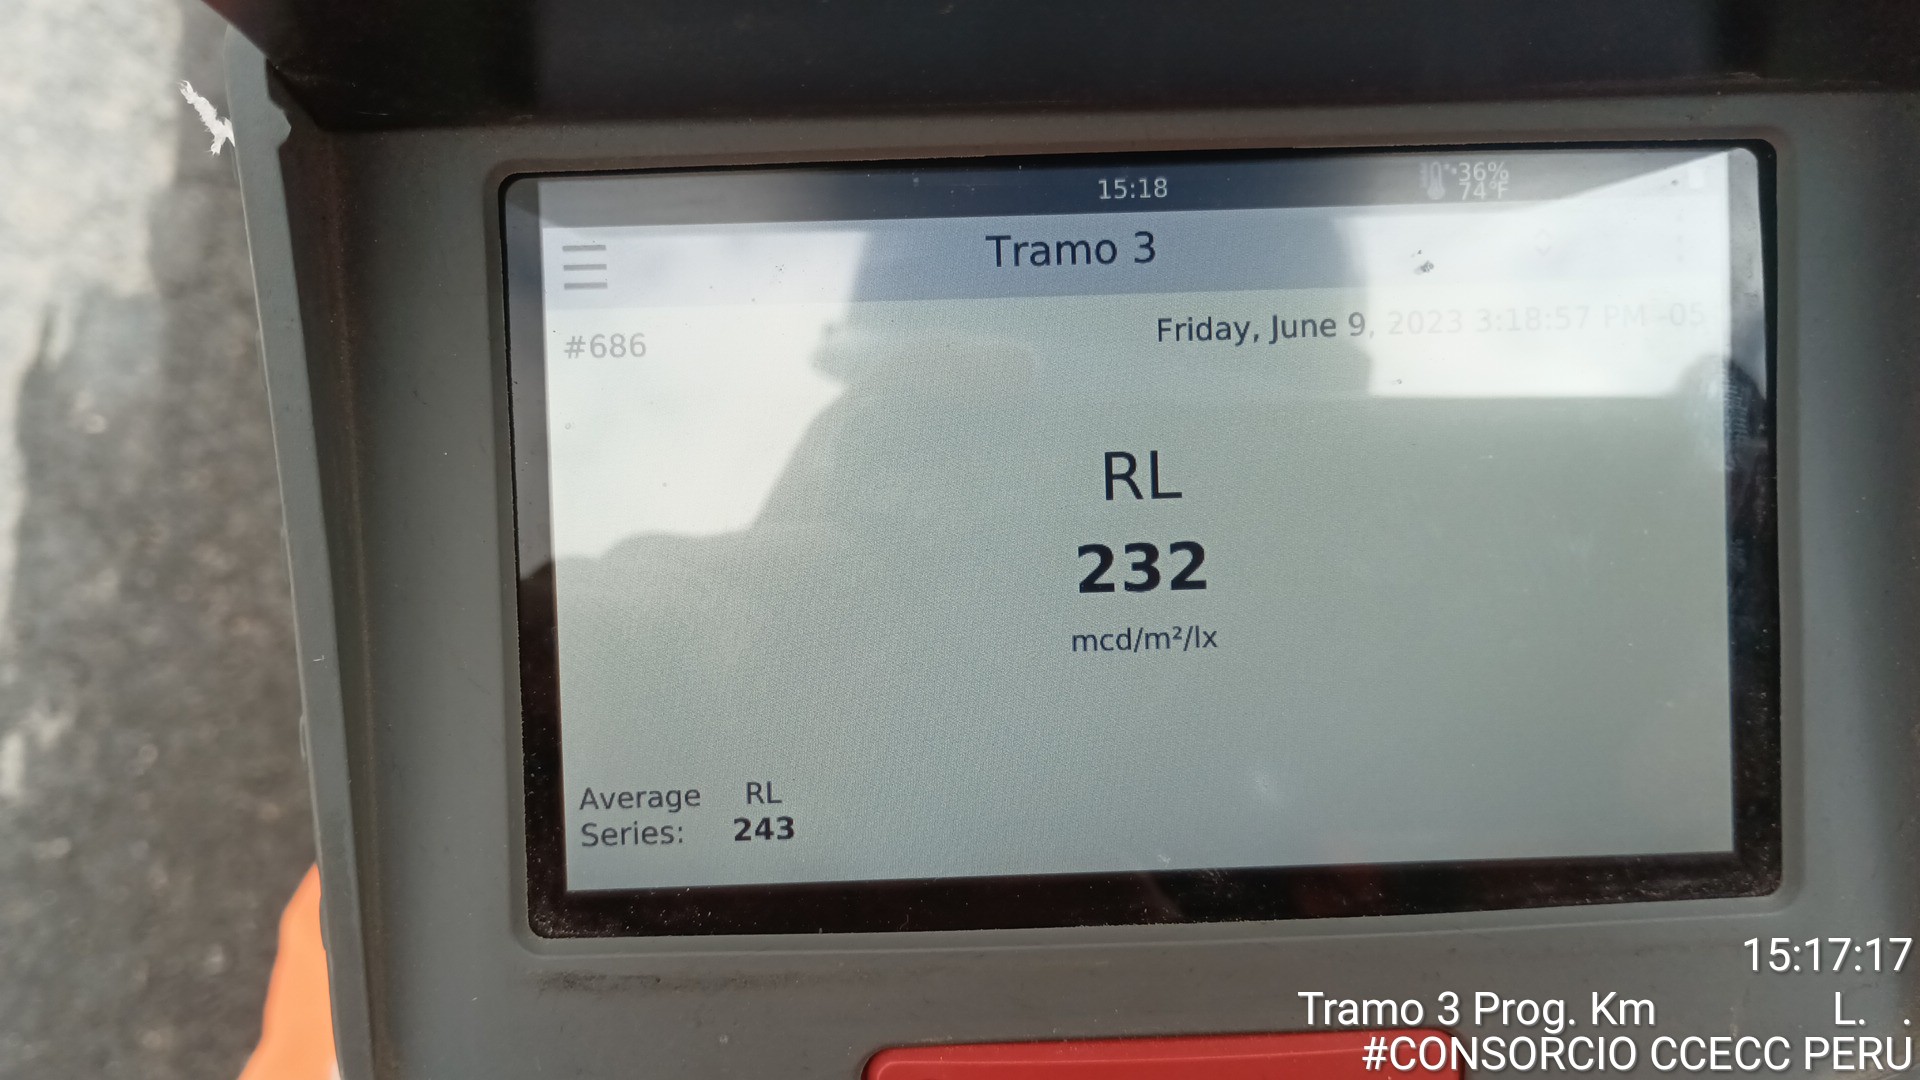 15:18
36%
74°F
Tramo 3
#686
Friday, June 9, 2023 3:18:57 PM -05
RL
232
mcd/m²/lx
Average RL
Series: 243
15:17:17
Tramo 3 Prog. Km L. .
#CONSORCIO CCECC PERU